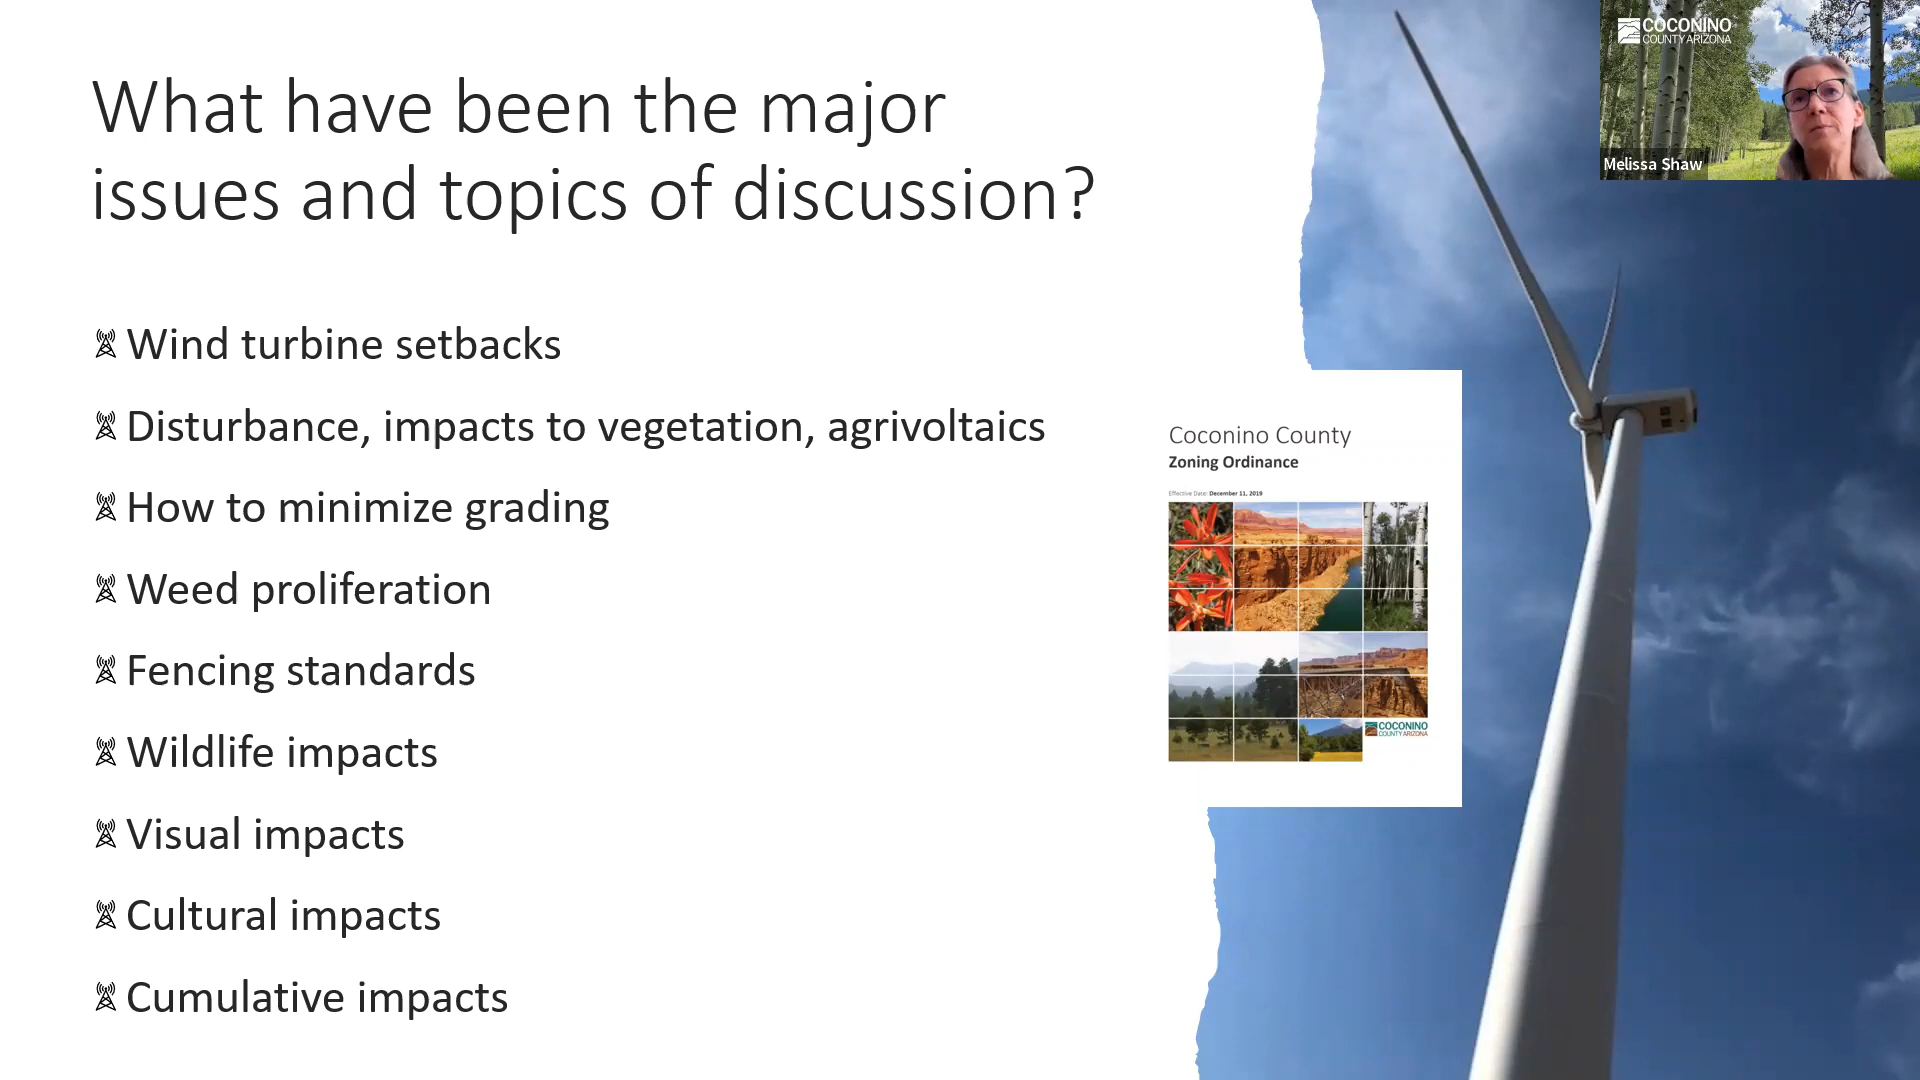 What have been the major
issues and topics of discussion?
Wind turbine setbacks
Disturbance, impacts to vegetation, agrivoltaics
How to minimize grading
Weed proliferation
Fencing standards
Wildlife impacts
Visual impacts
Cultural impacts
Cumulative impacts
Coconino County
Zoning Ordinance
Effective Date: December 11, 2019
COCONINO
COUNTY ARIZONA
COCONINO
COUNTY ARIZONA
Melissa Shaw